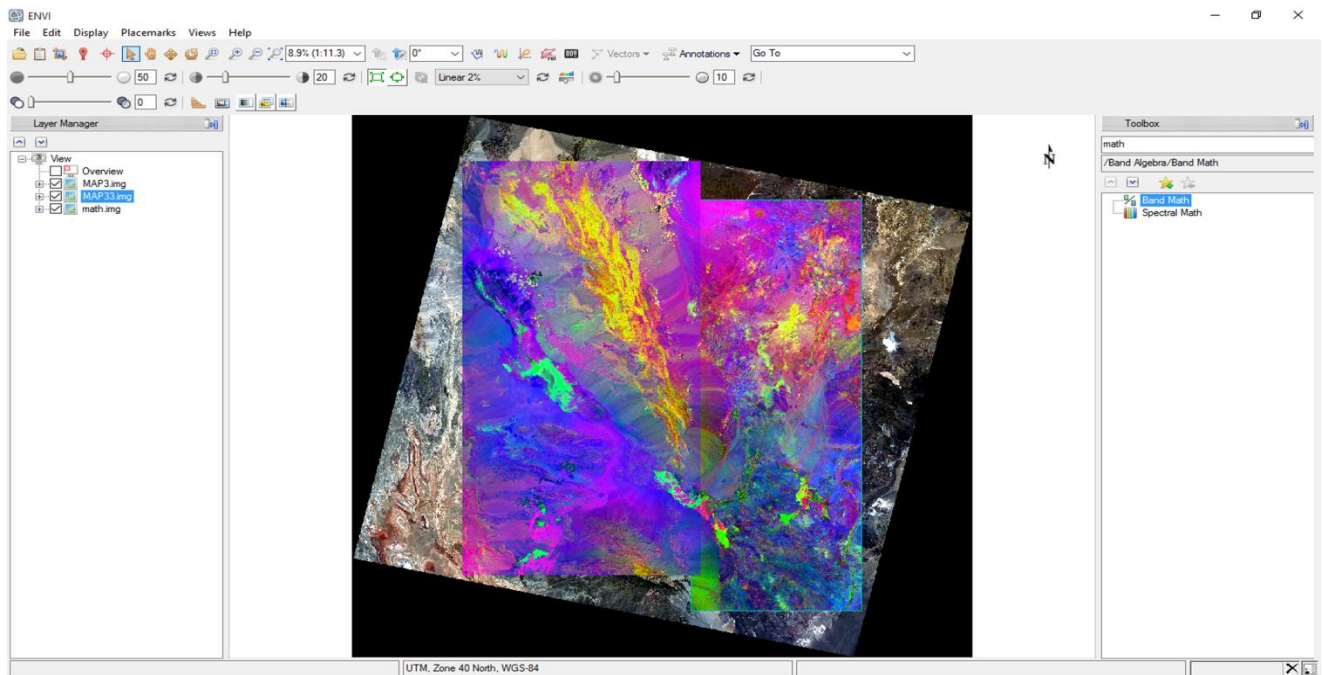 ENVI
File Edit Display Placemarks Views Help
8.9% (1:11.3) 0° Vectors Annotations Go To
50 20 Linear 2% 10
0
Layer Manager Toolbox
math
View /Band Algebra/Band Math
Overview
MAP3.img
MAP33.img Band Math
math.img Spectral Math
N
UTM, Zone 40 North, WGS-84